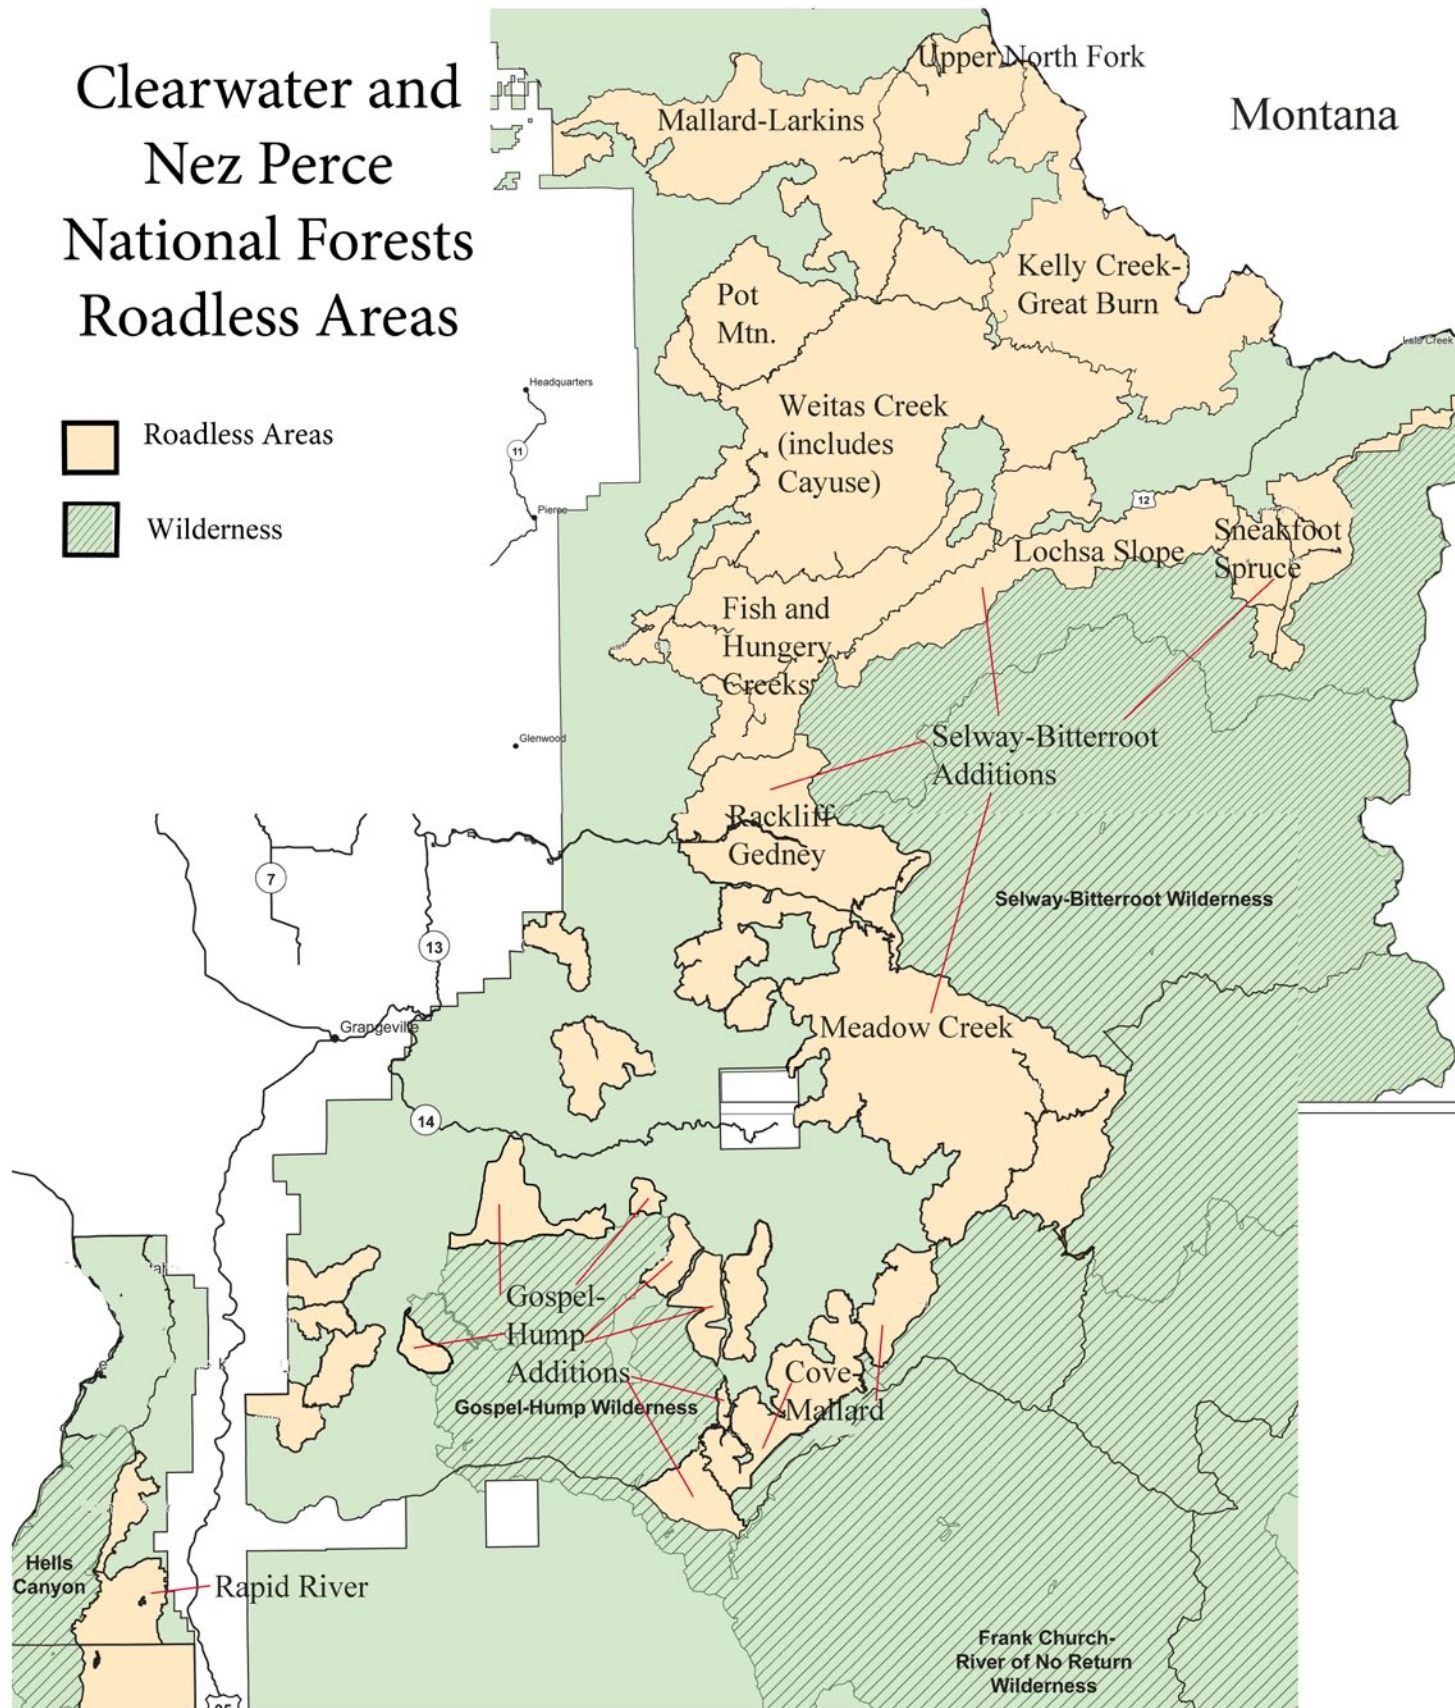 Clearwater and
Nez Perce
National Forests
Roadless Areas
Roadless Areas
Wilderness
Upper North Fork
Montana
Mallard-Larkins
Kelly Creek-
Great Burn
Pot
Mtn.
Lolo Creek
Headquarters
11
Pierce
Weitas Creek
(includes
Cayuse)
12
Sneakfoot
Spruce
Lochsa Slope
Fish and
Hungery
Creeks
Glenwood
Selway-Bitterroot
Additions
Rackliff
Gedney
7
13
Selway-Bitterroot Wilderness
Grangeville
Meadow Creek
14
Gospel-
Hump
Additions
Gospel-Hump Wilderness
Cove-
Mallard
Hells
Canyon
Rapid River
Frank Church-
River of No Return
Wilderness